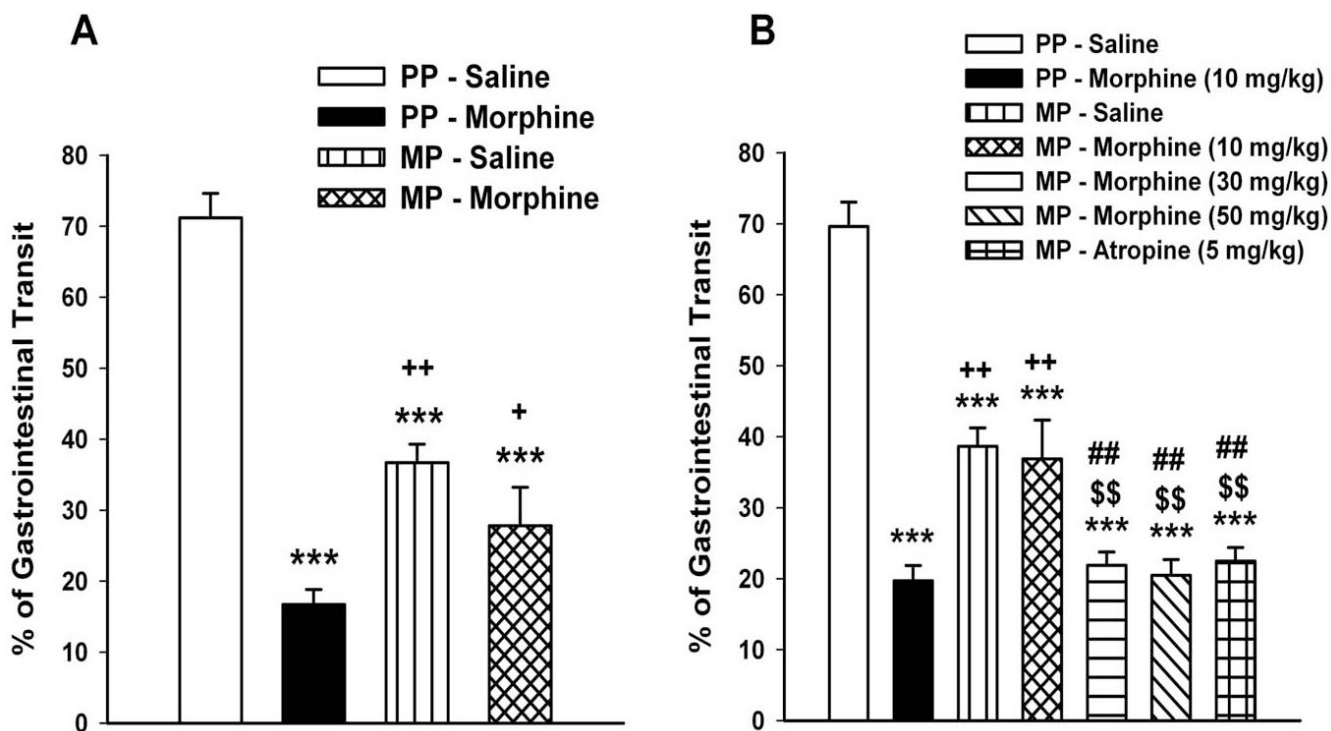 A
PP - Saline
PP - Morphine
MP - Saline
MP - Morphine
% of Gastrointestinal Transit
80
70
60
50
40
30
20
10
0
***
++
***
+
***
B
PP - Saline
PP - Morphine (10 mg/kg)
MP - Saline
MP - Morphine (10 mg/kg)
MP - Morphine (30 mg/kg)
MP - Morphine (50 mg/kg)
MP - Atropine (5 mg/kg)
% of Gastrointestinal Transit
80
70
60
50
40
30
20
10
0
***
++
***
++
***
##
$$
***
##
$$
***
##
$$
***